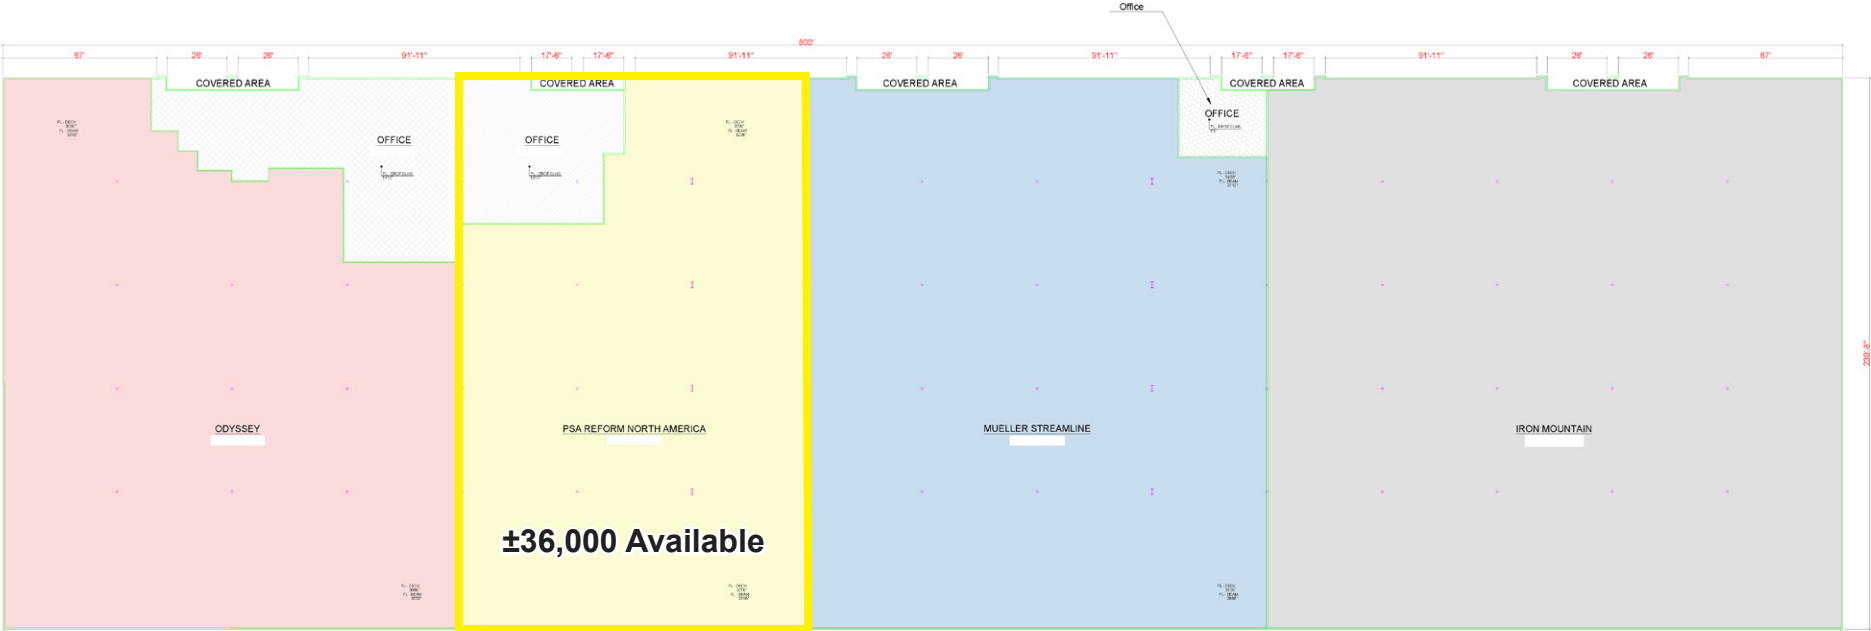 Office
800'
67' 26' 26' 91'-11" 17'-6" 17'-6" 91'-11" 26' 26' 91'-11" 17'-6" 17'-6" 91'-11" 26' 26' 67'
COVERED AREA COVERED AREA COVERED AREA COVERED AREA COVERED AREA
OFFICE
OFFICE
OFFICE
239'-8"
ODYSSEY
PSA REFORM NORTH AMERICA
MUELLER STREAMLINE
IRON MOUNTAIN
±36,000 Available